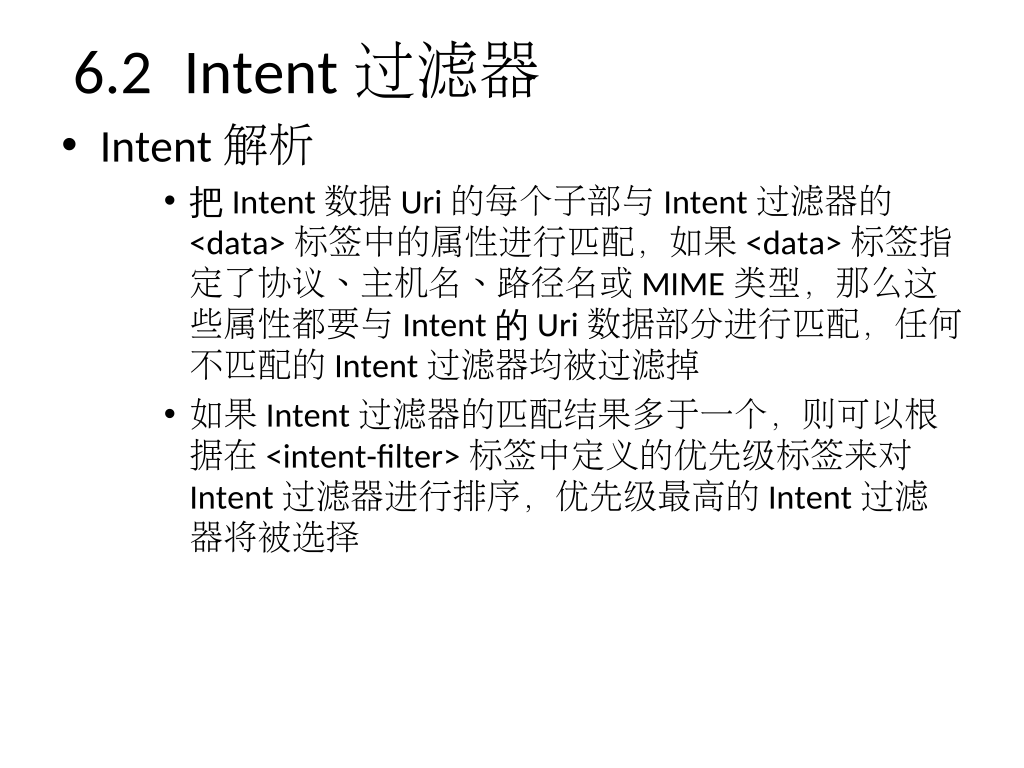 6.2 Intent 过滤器
• Intent 解析
• 把 Intent 数据 Uri 的每个子部与 Intent 过滤器的
<data> 标签中的属性进行匹配，如果 <data> 标签指
定了协议、主机名、路径名或 MIME 类型，那么这
些属性都要与 Intent 的 Uri 数据部分进行匹配，任何
不匹配的 Intent 过滤器均被过滤掉
• 如果 Intent 过滤器的匹配结果多于一个，则可以根
据在 <intent-filter> 标签中定义的优先级标签来对
Intent 过滤器进行排序，优先级最高的 Intent 过滤
器将被选择